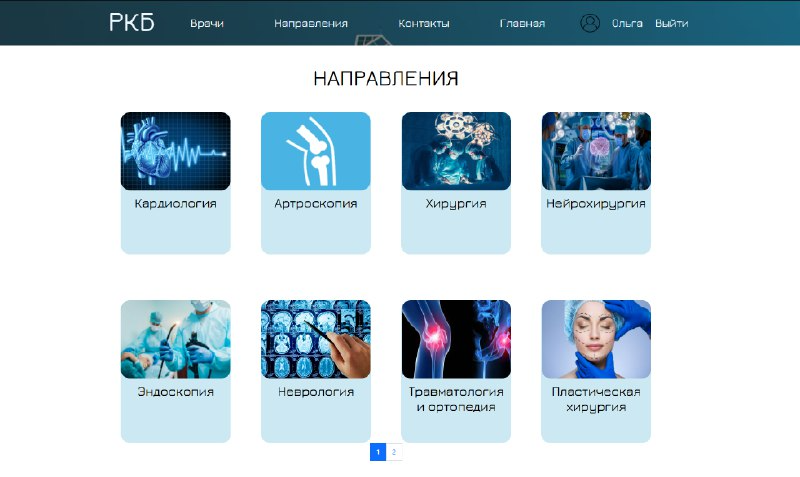 РКБ Врачи Направления Контакты Главная Ольга Выйти
НАПРАВЛЕНИЯ
Кардиология Артроскопия Хирургия Нейрохирургия
Эндоскопия Неврология Травматология Пластическая
и ортопедия хирургия
1 2